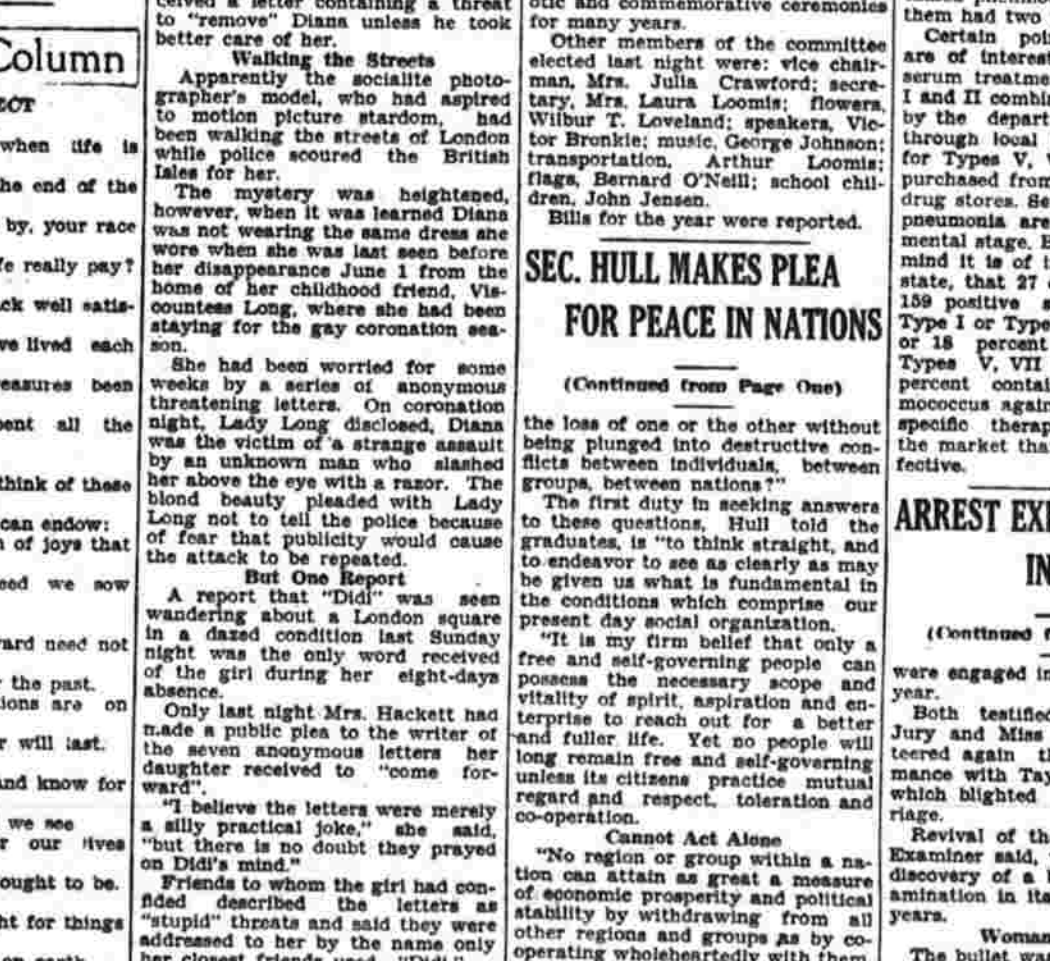 Column
ECT
when life is
he end of the
by, your race
fe really pay?
ck well satis-
ve lived each
easures been
ent all the
think of these
can endow:
n of joys that
eed we now
ard need not
the past.
ions are on
r will last.
and know for
we see
r our lives
ought to be.
ht for things
on earth
ceived a letter containing a threat
to "remove" Diana unless he took
better care of her.
Walking the Streets
Apparently the socialite photo-
grapher's model, who had aspired
to motion picture stardom, had
been walking the streets of London
while police scoured the British
Isles for her.
The mystery was heightened,
however, when it was learned Diana
was not wearing the same dress she
wore when she was last seen before
her disappearance June 1 from the
home of her childhood friend, Vis-
countess Long, where she had been
staying for the gay coronation sea-
son.
She had been worried for some
weeks by a series of anonymous
threatening letters. On coronation
night, Lady Long disclosed, Diana
was the victim of a strange assault
by an unknown man who slashed
her above the eye with a razor. The
blond beauty pleaded with Lady
Long not to tell the police because
of fear that publicity would cause
the attack to be repeated.
But One Report
A report that "Didi" was seen
wandering about a London square
in a dazed condition last Sunday
night was the only word received
of the girl during her eight-days
absence.
Only last night Mrs. Hackett had
made a public plea to the writer of
the seven anonymous letters her
daughter received to "come for-
ward".
"I believe the letters were merely
a silly practical joke," she said,
"but there is no doubt they prayed
on Didi's mind."
Friends to whom the girl had con-
fided described the letters as
"stupid" threats and said they were
addressed to her by the name only
her closest friends used, "Didi."
otic and commemorative ceremonies
for many years.
Other members of the committee
elected last night were: vice chair-
man, Mrs. Julia Crawford; secre-
tary, Mrs. Laura Loomis; flowers,
Wilbur T. Loveland; speakers, Vic-
tor Bronkie; music, George Johnson;
transportation, Arthur Loomis;
flags, Bernard O'Neill; school chil-
dren, John Jensen.
Bills for the year were reported.
SEC. HULL MAKES PLEA
FOR PEACE IN NATIONS
(Continued from Page One)
the loss of one or the other without
being plunged into destructive con-
flicts between individuals, between
groups, between nations?"
The first duty in seeking answers
to these questions, Hull told the
graduates, is "to think straight, and
to endeavor to see as clearly as may
be given us what is fundamental in
the conditions which comprise our
present day social organization.
"It is my firm belief that only a
free and self-governing people can
possess the necessary scope and
vitality of spirit, aspiration and en-
terprise to reach out for a better
and fuller life. Yet no people will
long remain free and self-governing
unless its citizens practice mutual
regard and respect, toleration and
co-operation.
Cannot Act Alone
"No region or group within a na-
tion can attain as great a measure
of economic prosperity and political
stability by withdrawing from all
other regions and groups as by co-
operating wholeheartedly with them
them had two
Certain poi
are of interes
serum treatme
I and II combi
by the depart
through local
for Types V,
purchased from
drug stores. Se
pneumonia are
mental stage. E
mind it is of i
state, that 27
159 positive s
Type I or Type
or 18 percent
Types V, VII
percent contai
mococcus again
specific therap
the market tha
fective.
ARREST EX
IN
(Continued f
were engaged in
year.
Both testified
Jury and Miss
teered again th
mance with Tay
which blighted
riage.
Revival of th
Examiner said,
discovery of a
amination in ita
years.
Woman
The bullet wa